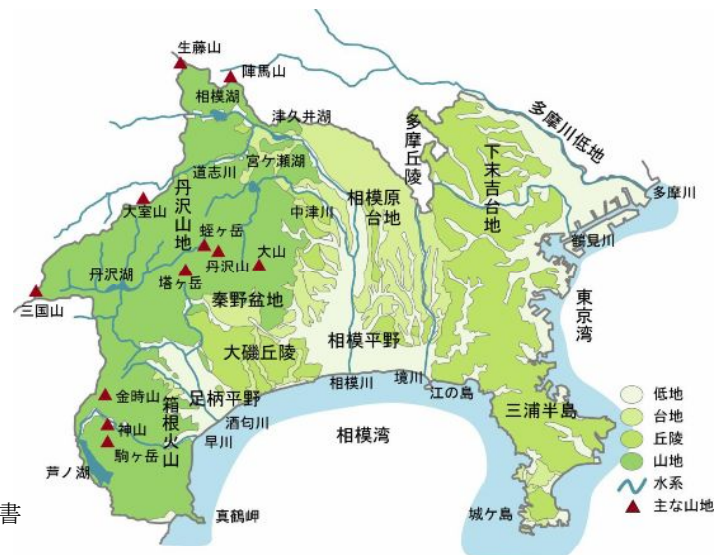 生藤山
陣馬山
相模湖
津久井湖
多摩川低地
多摩丘陵
下末吉台地
多摩川
道志川
宮ケ瀬湖
丹沢山地
大室山
中津川
相模原
台地
鶴見川
蛭ヶ岳
大山
丹沢山
丹沢湖
塔ヶ岳
三国山
秦野盆地
東京湾
大磯丘陵
相模平野
相模川
境川
江の島
足柄平野
金時山
箱根火山
酒匂川
早川
神山
駒ヶ岳
芦ノ湖
相模湾
三浦半島
真鶴岬
城ケ島
低地
台地
丘陵
山地
水系
主な山地
書